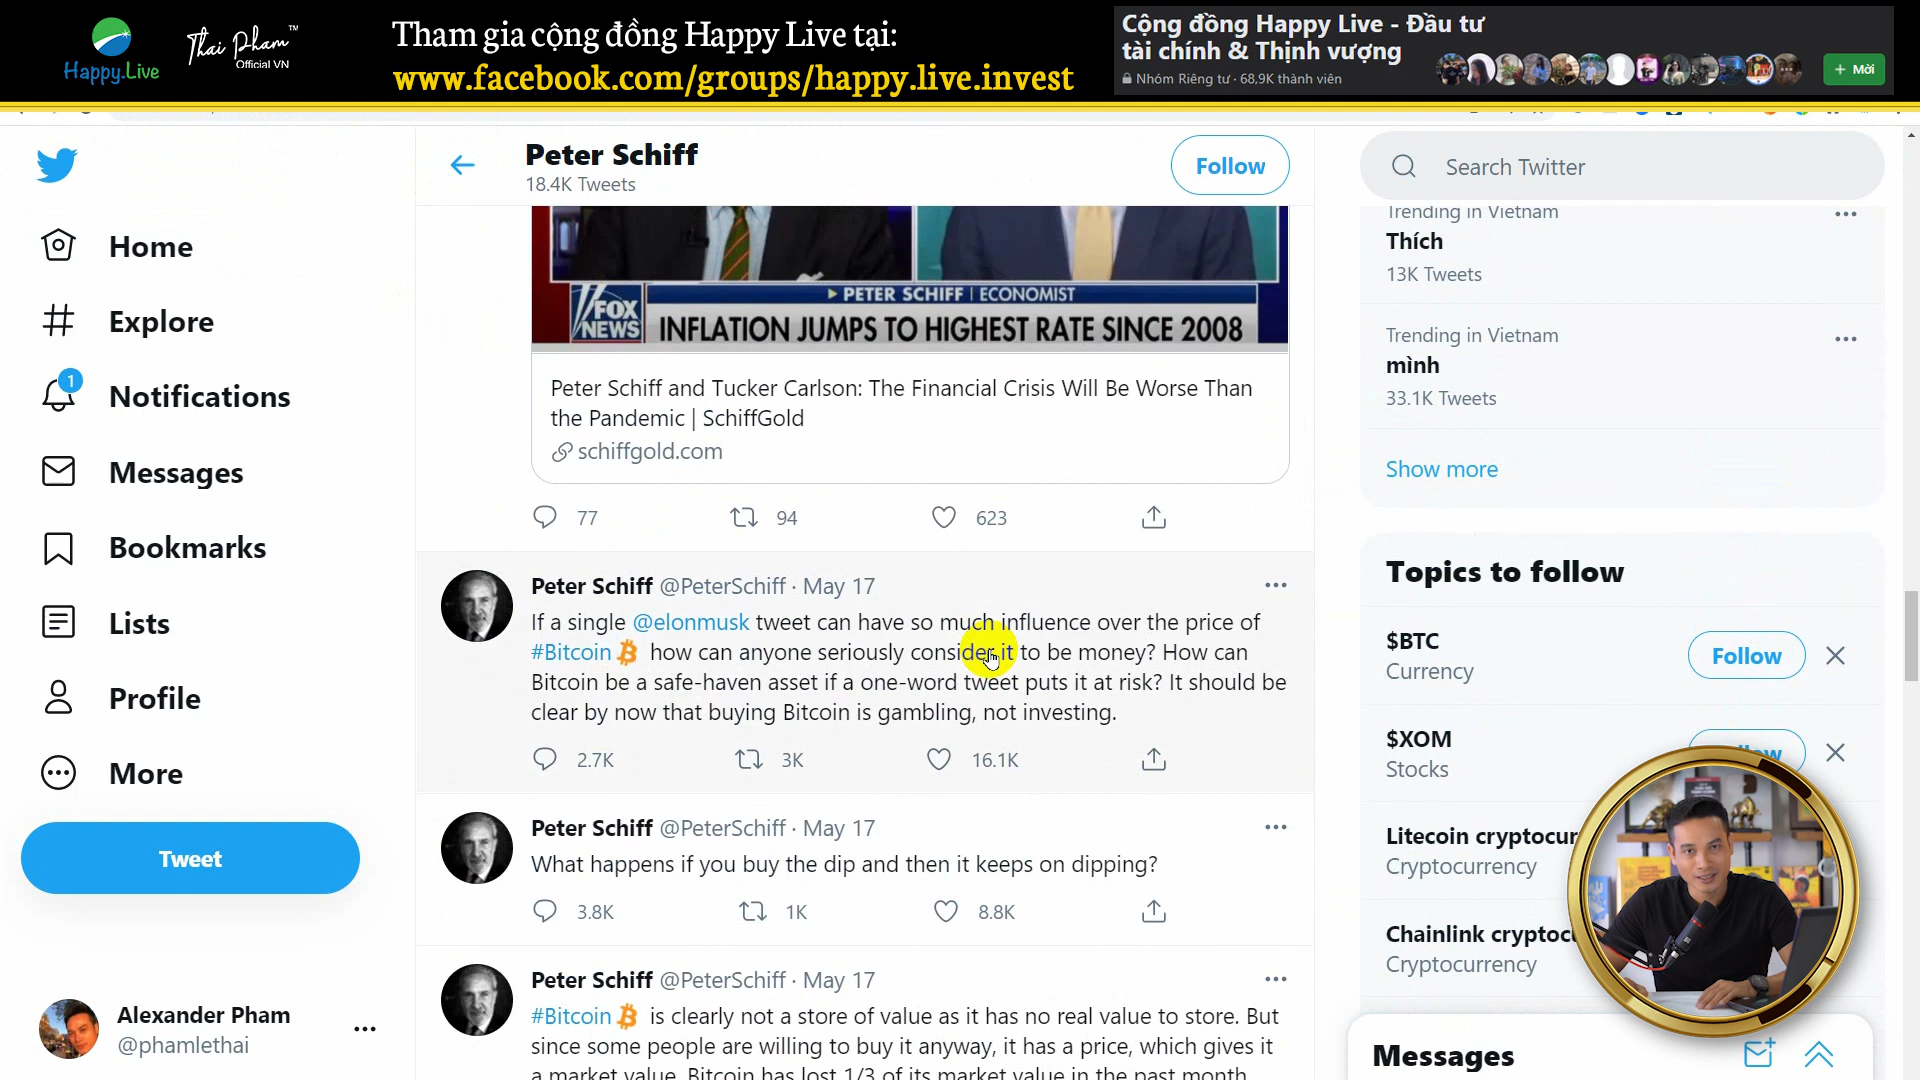 Happy.Live
Thai Pham™
Official VN
Tham gia cộng đồng Happy Live tại:
www.facebook.com/groups/happy.live.invest
Cộng đồng Happy Live - Đầu tư
tài chính & Thịnh vượng
Nhóm Riêng tư · 68,9K thành viên
+ Mời
Home
Explore
1
Notifications
Messages
Bookmarks
Lists
Profile
More
Tweet
Alexander Pham
@phamlethai
Peter Schiff
18.4K Tweets
Follow
FOX
NEWS
PETER SCHIFF | ECONOMIST
INFLATION JUMPS TO HIGHEST RATE SINCE 2008
Peter Schiff and Tucker Carlson: The Financial Crisis Will Be Worse Than
the Pandemic | SchiffGold
schiffgold.com
77 94 623
Peter Schiff @PeterSchiff · May 17
If a single @elonmusk tweet can have so much influence over the price of
#Bitcoin how can anyone seriously consider it to be money? How can
Bitcoin be a safe-haven asset if a one-word tweet puts it at risk? It should be
clear by now that buying Bitcoin is gambling, not investing.
2.7K 3K 16.1K
Peter Schiff @PeterSchiff · May 17
What happens if you buy the dip and then it keeps on dipping?
3.8K 1K 8.8K
Peter Schiff @PeterSchiff · May 17
#Bitcoin is clearly not a store of value as it has no real value to store. But
since some people are willing to buy it anyway, it has a price, which gives it
a market value. Bitcoin has lost 1/3 of its market value in the past month
Search Twitter
Trending in Vietnam
Thích
13K Tweets
Trending in Vietnam
mình
33.1K Tweets
Show more
Topics to follow
$BTC
Currency
Follow
$XOM
Stocks
Litecoin cryptocur
Cryptocurrency
Chainlink cryptoc
Cryptocurrency
Messages